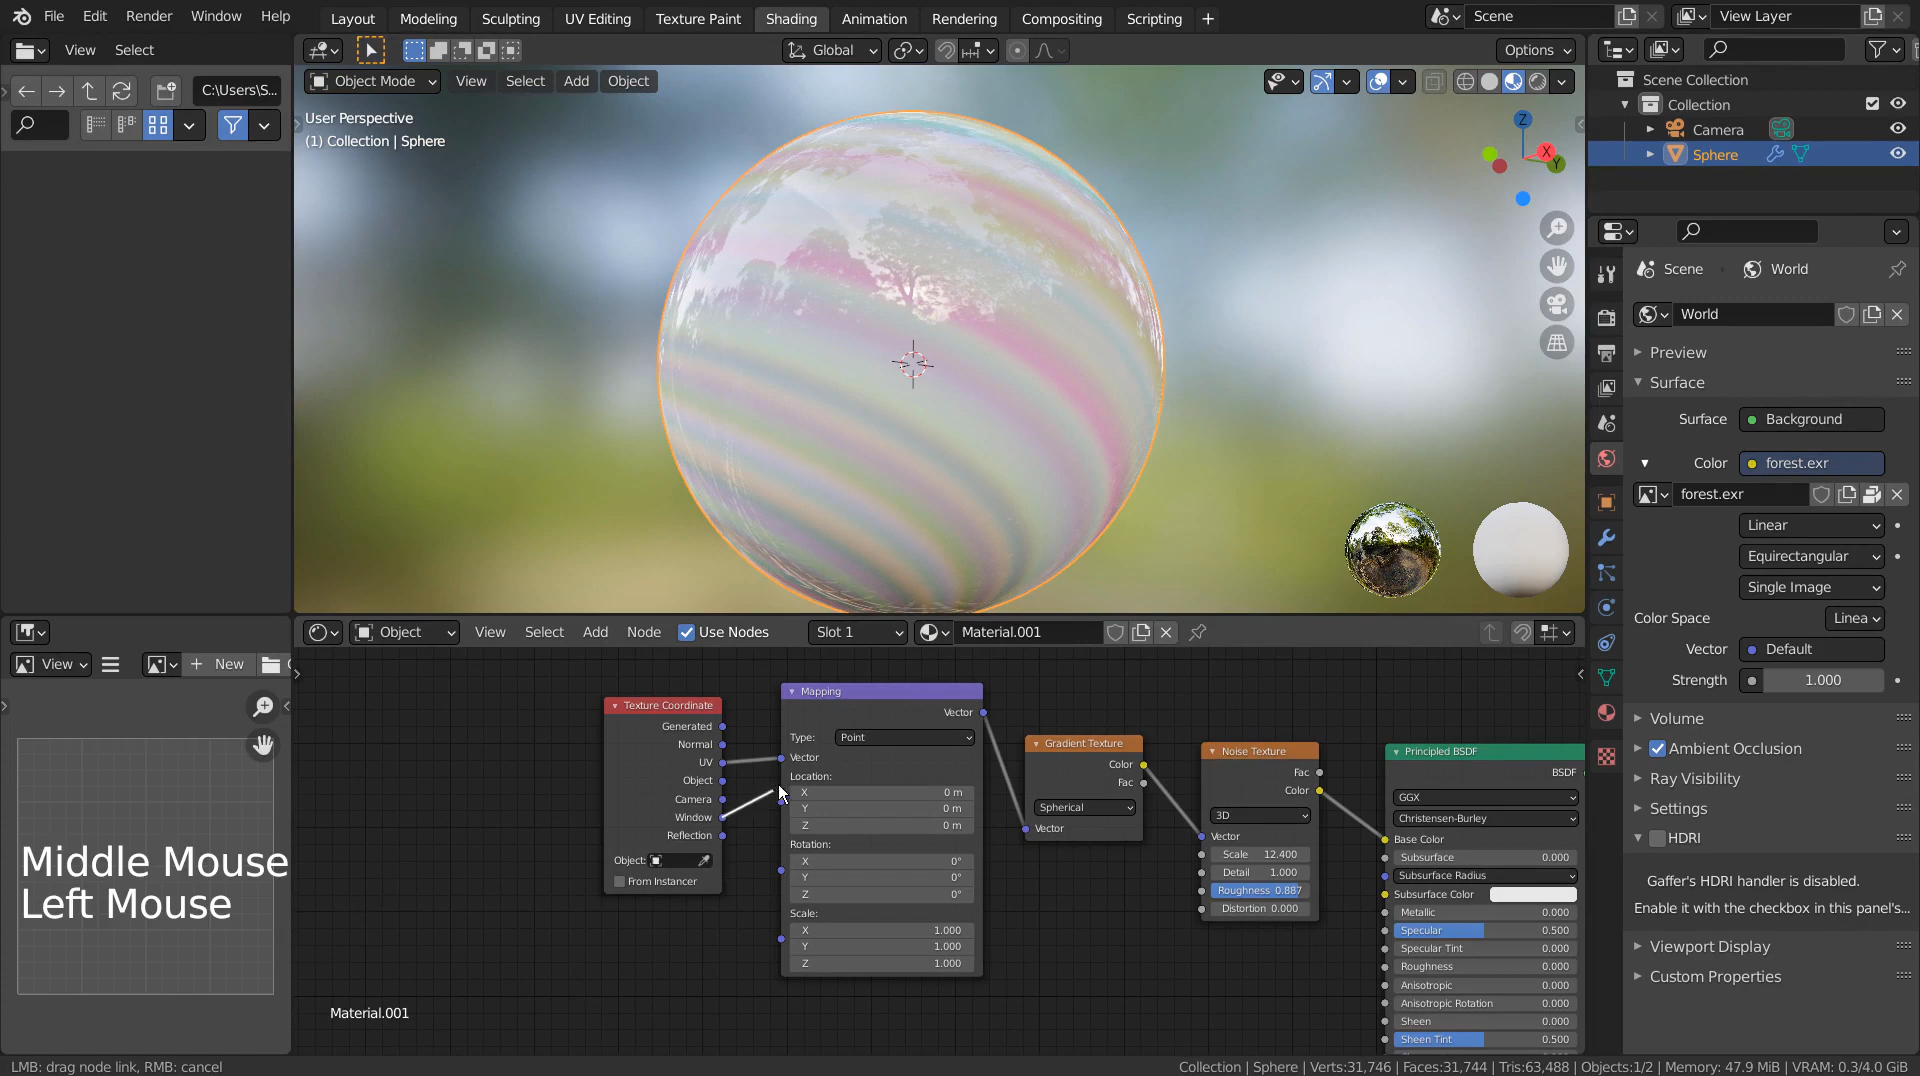 File Edit Render Window Help Layout Modeling Sculpting UV Editing Texture Paint Shading Animation Rendering Compositing Scripting + Scene View Layer
View Select Global Options
C:\Users\S...
Object Mode View Select Add Object
User Perspective
(1) Collection | Sphere
Z
X
Y
Scene Collection
Collection
Camera
Sphere
Scene World
World
Preview
Surface
Surface Background
Color forest.exr
forest.exr
Linear
Equirectangular
Single Image
Color Space Linea
Vector Default
Strength 1.000
Volume
Ambient Occlusion
Ray Visibility
Settings
HDRI
Gaffer's HDRI handler is disabled.
Enable it with the checkbox in this panel's...
Viewport Display
Custom Properties
View + New
Middle Mouse
Left Mouse
Object View Select Add Node Use Nodes Slot 1 Material.001
Texture Coordinate
Generated
Normal
UV
Object
Camera
Window
Reflection
Object:
From Instancer
Mapping
Vector
Type: Point
Vector
Location:
X 0 m
Y 0 m
Z 0 m
Rotation:
X 0°
Y 0°
Z 0°
Scale:
X 1.000
Y 1.000
Z 1.000
Gradient Texture
Color
Fac
Spherical
Vector
Noise Texture
Fac
Color
3D
Vector
Scale 12.400
Detail 1.000
Roughness 0.887
Distortion 0.000
Principled BSDF
BSDF
GGX
Christensen-Burley
Base Color
Subsurface 0.000
Subsurface Radius
Subsurface Color
Metallic 0.000
Specular 0.500
Specular Tint 0.000
Roughness 0.000
Anisotropic 0.000
Anisotropic Rotation 0.000
Sheen 0.000
Sheen Tint 0.500
Material.001
LMB: drag node link, RMB: cancel
Collection | Sphere | Verts:31,746 | Faces:31,744 | Tris:63,488 | Objects:1/2 | Memory: 47.9 MiB | VRAM: 0.3/4.0 GiB